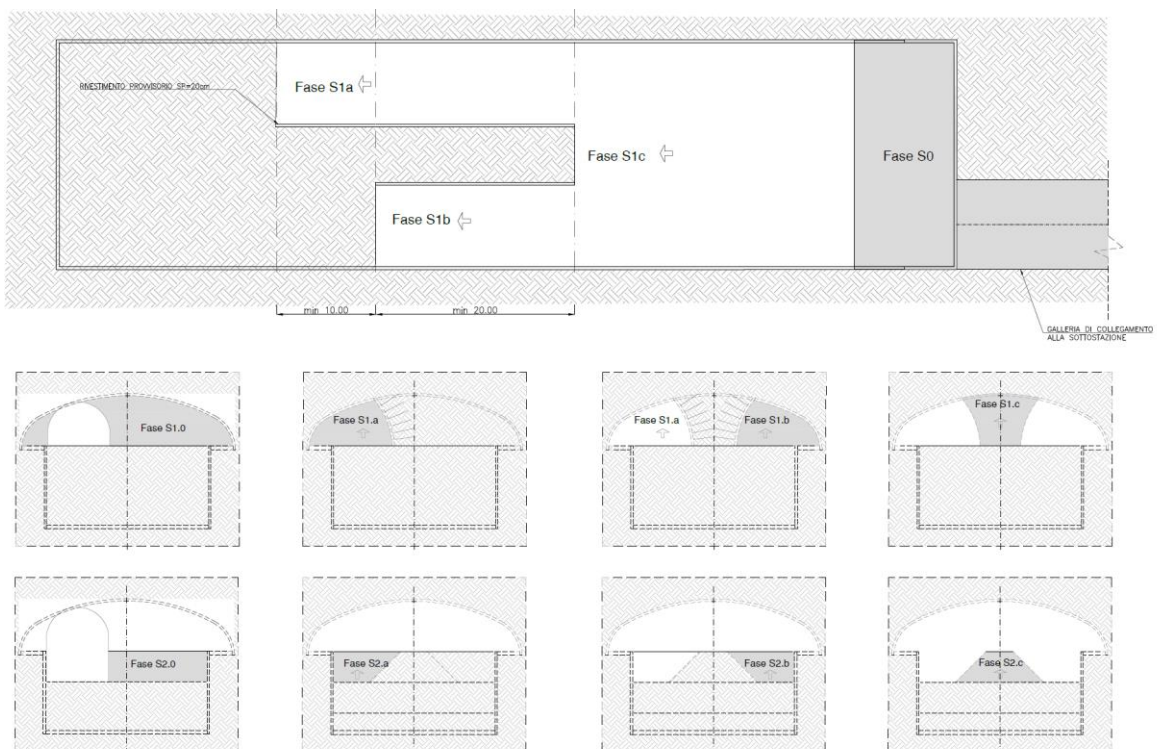 Fase S1a
RIVESTIMENTO PROVVISORIO SP=20cm
Fase S1c
Fase S0
Fase S1b
min 10.00
min 20.00
GALLERIA DI COLLEGAMENTO
ALLA SOTTOSTAZIONE
Fase S1.0
Fase S1.a
Fase S1.a
Fase S1.b
Fase S1.c
Fase S2.0
Fase S2.a
Fase S2.b
Fase S2.c